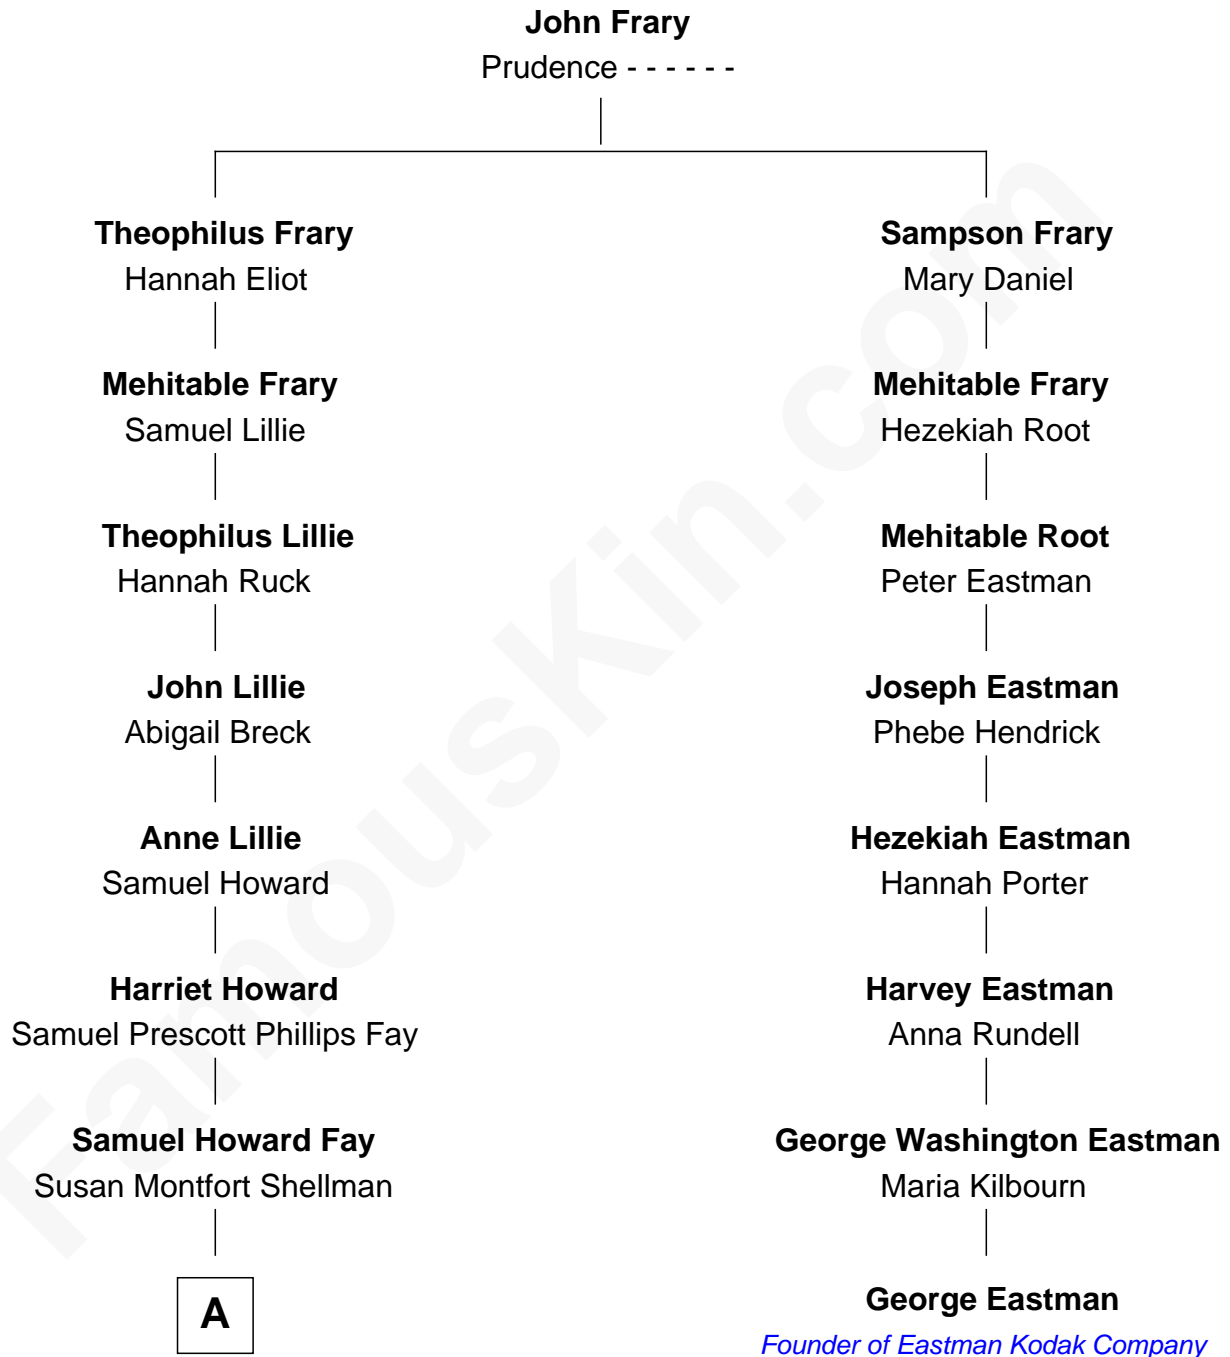 John Frary
Prudence - - - - - -
Theophilus Frary
Hannah Eliot
Sampson Frary
Mary Daniel
Mehitable Frary
Samuel Lillie
Mehitable Frary
Hezekiah Root
Theophilus Lillie
Hannah Ruck
Mehitable Root
Peter Eastman
John Lillie
Abigail Breck
Joseph Eastman
Phebe Hendrick
Anne Lillie
Samuel Howard
Hezekiah Eastman
Hannah Porter
Harriet Howard
Samuel Prescott Phillips Fay
Harvey Eastman
Anna Rundell
Samuel Howard Fay
Susan Montfort Shellman
George Washington Eastman
Maria Kilbourn
A
George Eastman
Founder of Eastman Kodak Company
FamousKin.com